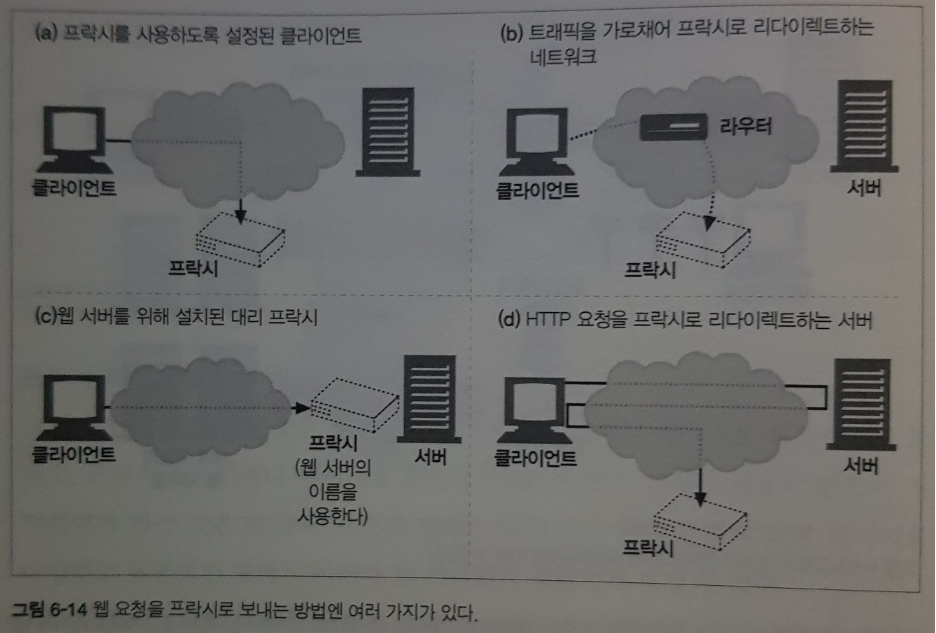 (a) 프락시를 사용하도록 설정된 클라이언트
클라이언트
프락시
(b) 트래픽을 가로채어 프락시로 리다이렉트하는
네트워크
라우터
클라이언트
서버
프락시
(c)웹 서버를 위해 설치된 대리 프락시
클라이언트
프락시
(웹 서버의
이름을
사용한다)
서버
(d) HTTP 요청을 프락시로 리다이렉트하는 서버
클라이언트
서버
프락시
그림 6-14 웹 요청을 프락시로 보내는 방법엔 여러 가지가 있다.